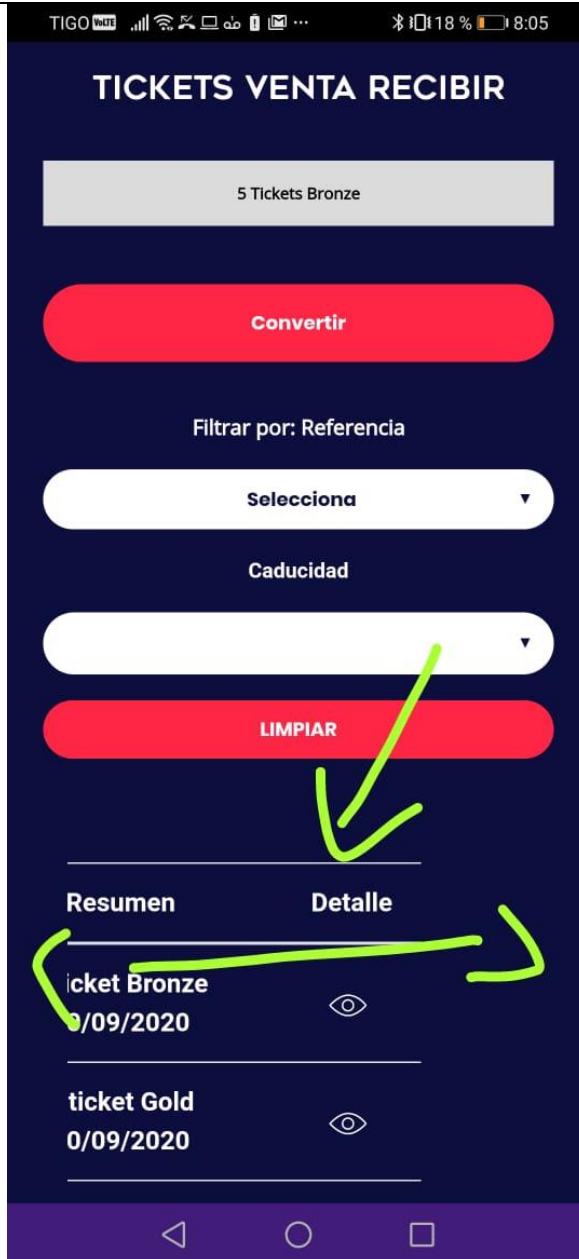 TIGO VoLTE 18 % 8:05
TICKETS VENTA RECIBIR
5 Tickets Bronze
Convertir
Filtrar por: Referencia
Selecciona
Caducidad
LIMPIAR
Resumen Detalle
icket Bronze
0/09/2020
ticket Gold
0/09/2020